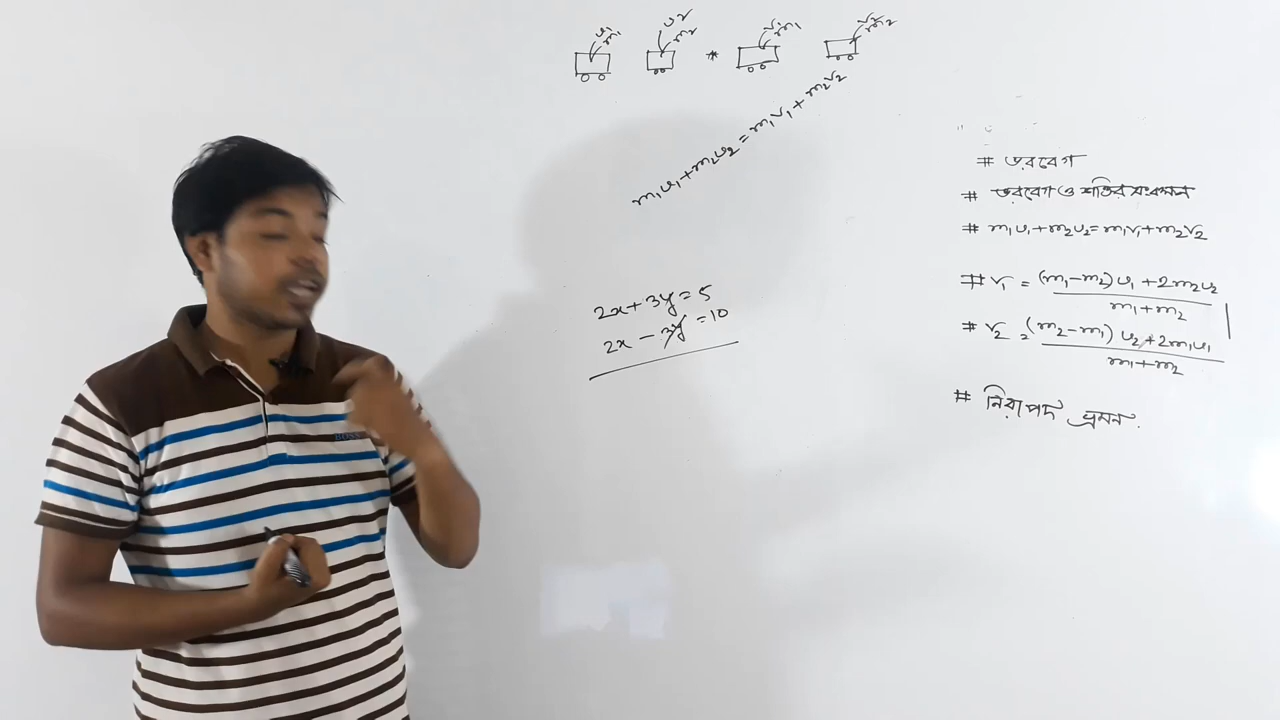 u₁ m₁ u₂ m₂ * v₁ m₁ v₂ m₂
m₁u₁ + m₂u₂ = m₁v₁ + m₂v₂
2x + 3y = 5
2x - 3y = 10
# ভরবেগ
# ভরবেগ ও শক্তির সংরক্ষন
# m₁u₁ + m₂u₂ = m₁v₁ + m₂v₂
# v₁ = (m₁-m₂)u₁ + 2m₂u₂
m₁ + m₂
# v₂ = (m₂-m₁) u₂ + 2m₁u₁
m₁ + m₂
# নিরাপদ ভ্রমন.
BOSS